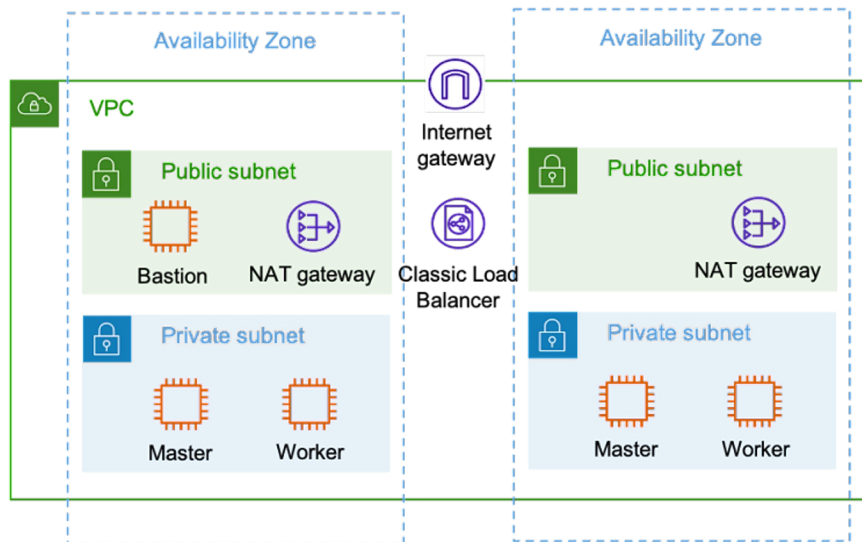 Availability Zone
Availability Zone
VPC
Internet
gateway
Public subnet
Public subnet
Bastion
NAT gateway
Classic Load
Balancer
NAT gateway
Private subnet
Private subnet
Master
Worker
Master
Worker